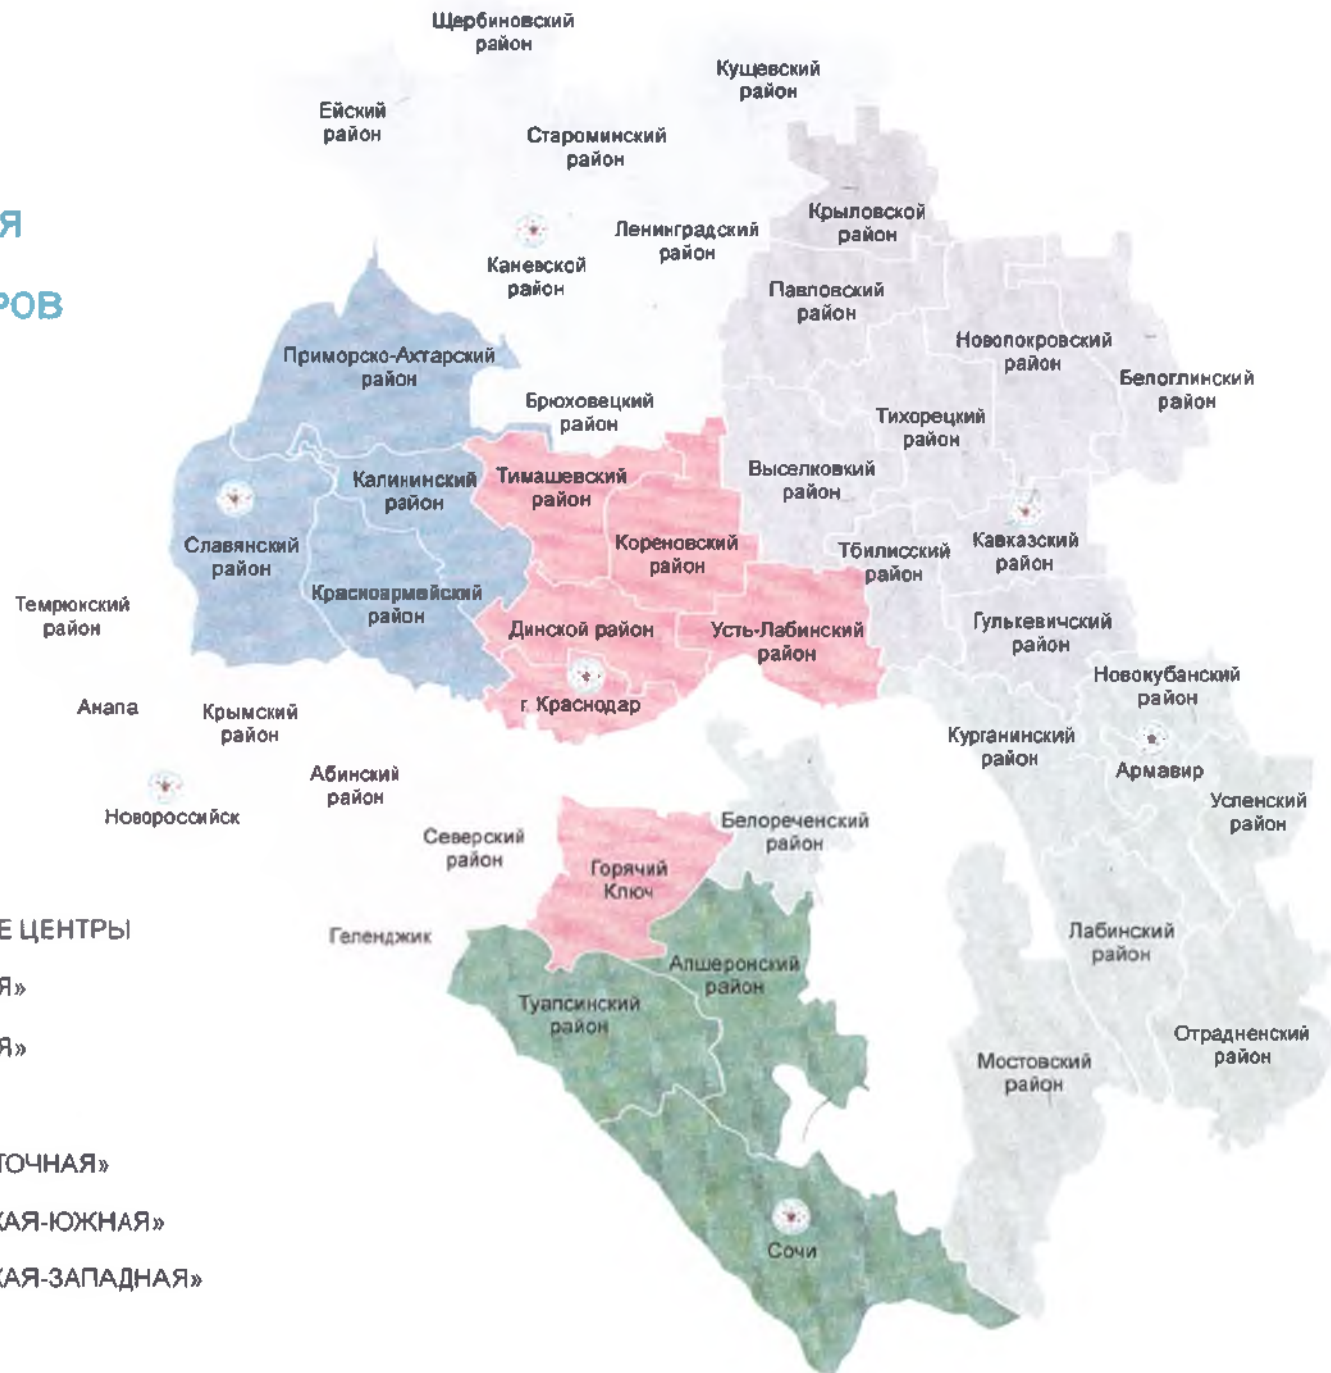 Щербиновский
район
Кущевский
район
Ейский
район
Староминский
район
Я
РОВ
Крыловской
район
Ленинградский
район
Каневской
район
Павловский
район
Новопокровский
район
Приморско-Ахтарский
район
Белоглинский
район
Брюховецкий
район
Тихорецкий
район
Калининский
район
Тимашевский
район
Выселковкий
район
Славянский
район
Кореновский
район
Тбилисский
район
Кавказский
район
Красноармейский
район
Темрюкский
район
Динской район
Усть-Лабинский
район
Гулькевичский
район
Новокубанский
район
Анапа
Крымский
район
г. Краснодар
Курганинский
район
Армавир
Абинский
район
Новороссийск
Успенский
район
Северский
район
Белореченский
район
Горячий
Ключ
Е ЦЕНТРЫ
Геленджик
Лабинский
район
Апшеронский
район
Я»
Туапсинский
район
Я»
Отрадненский
район
Мостовский
район
ТОЧНАЯ»
КАЯ-ЮЖНАЯ»
Сочи
КАЯ-ЗАПАДНАЯ»